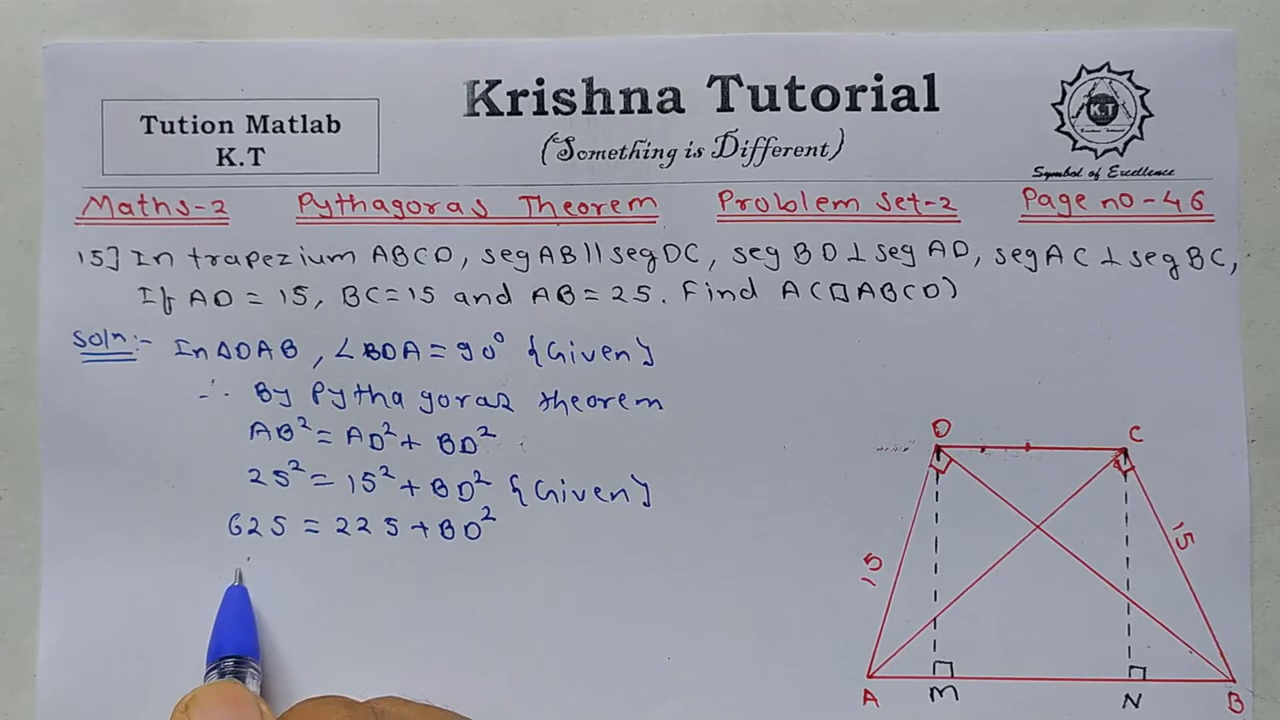 Krishna Tutorial
(Something is Different)
Tution Matlab
K.T
K.T
Symbol of Excellence
Maths-2 Pythagoras Theorem Problem Set-2 Page no-46
15] In trapezium ABCD, seg AB || seg DC, seg BD ⊥ seg AD, seg AC ⊥ seg BC,
If AD = 15, BC = 15 and AB = 25. Find A(□ABCD)
Soln:- In ΔDAB, ∠BDA = 90° {Given}
∴ By Pythagoras theorem
AB² = AD² + BD²
25² = 15² + BD² {Given}
625 = 225 + BD²
D C
15 15
A M N B